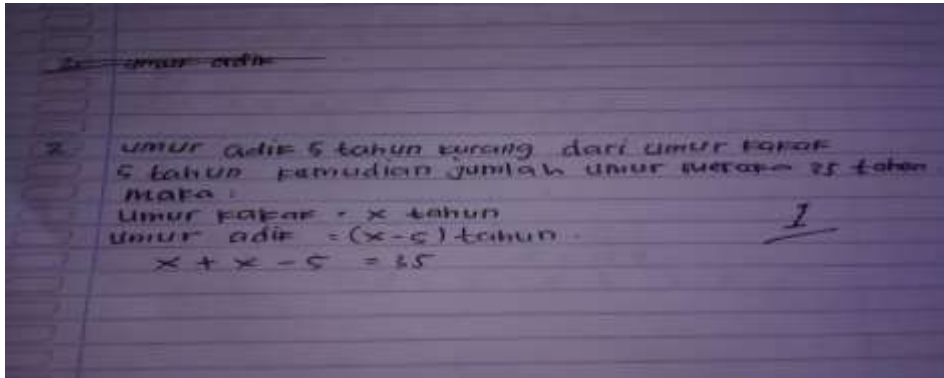 umur adik
2 umur adik 5 tahun kurang dari umur kakak
5 tahun kemudian jumlah umur mereka 35 tahun
maka:
umur kakak = x tahun
umur adik = (x-5) tahun.
1
x + x - 5 = 35